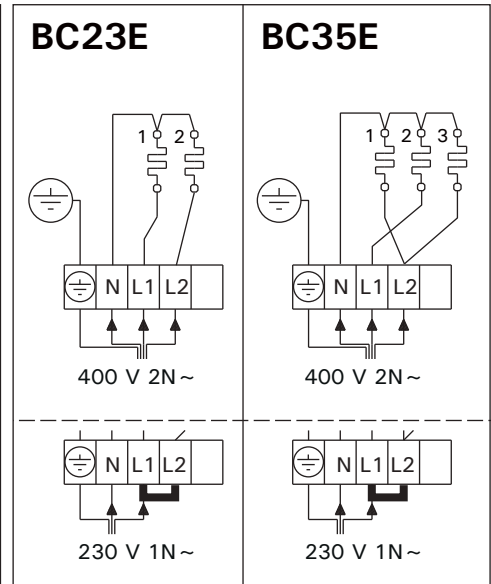 BC23E
1 2
N L1 L2
400 V 2N~
N L1 L2
230 V 1N~
BC35E
1 2 3
N L1 L2
400 V 2N~
N L1 L2
230 V 1N~